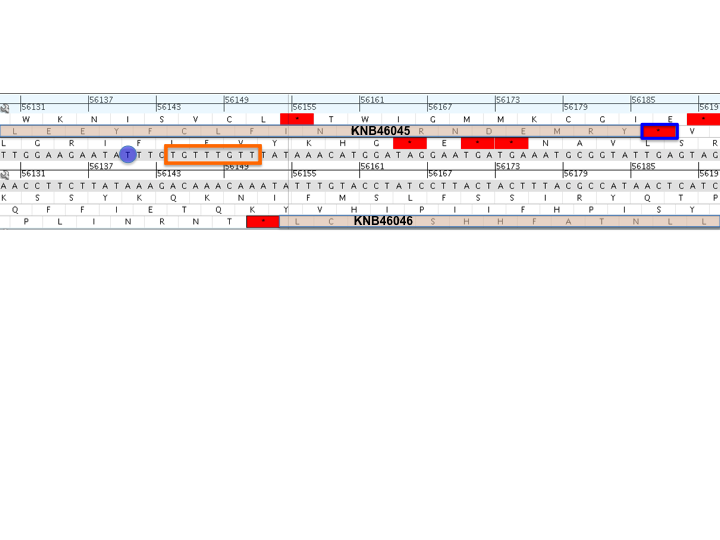 56131 56137 56143 56149 56155 56161 56167 56173 56179 56185 5619
W K N I S V C L * T W I G M M K C G I E *
L E E Y F C L F I N KNB46045 R N D E M R Y * V
L G R I F L F V Y K H G * E * * N A V L S R
T T G G A A G A A T A T T T C T G T T T G T T T A T A A A C A T G G A T A G G A A T G A T G A A A T G C G G T A T T G A G T A G
56131 56137 56143 56149 56155 56161 56167 56173 56179 56185 5619
A A C C T T C T T A T A A A G A C A A A C A A A T A T T T G T A C C T A T C C T T A C T A C T T T A C G C C A T A A C T C A T C
K S S Y K Q K N I F M S L F S S I R Y Q T P
Q F F I E T Q K Y V H I P I I F H P I S Y
P L I N R N T * L C KNB46046 S H H F A T N L L